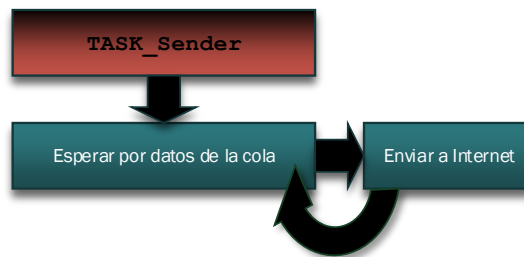 TASK_Sender
Esperar por datos de la cola
Enviar a Internet